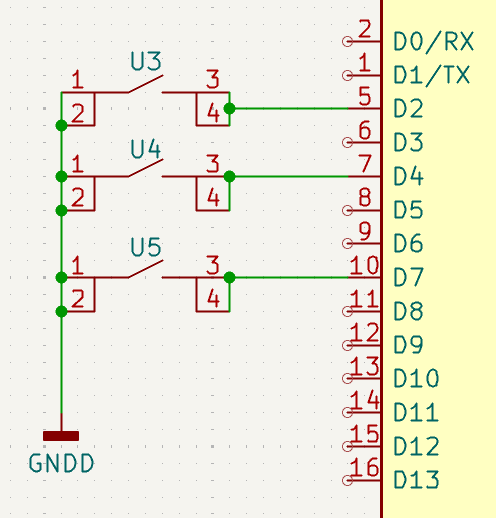 2 D0/RX
U3
1 3 1 D1/TX
2 4 5 D2
6 D3
U4
1 3 7 D4
2 4 8 D5
9 D6
U5
1 3 10 D7
2 4 11 D8
12 D9
13 D10
14 D11
15 D12
GNDD
16 D13